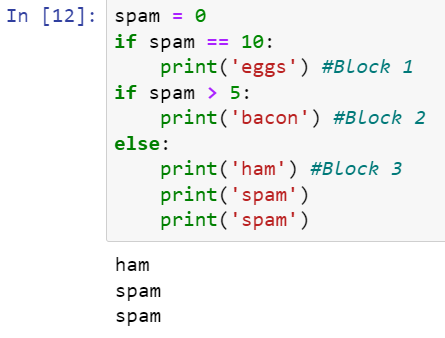 In [12]: spam = 0
if spam == 10:
    print('eggs') #Block 1
if spam > 5:
    print('bacon') #Block 2
else:
    print('ham') #Block 3
    print('spam')
    print('spam')
ham
spam
spam